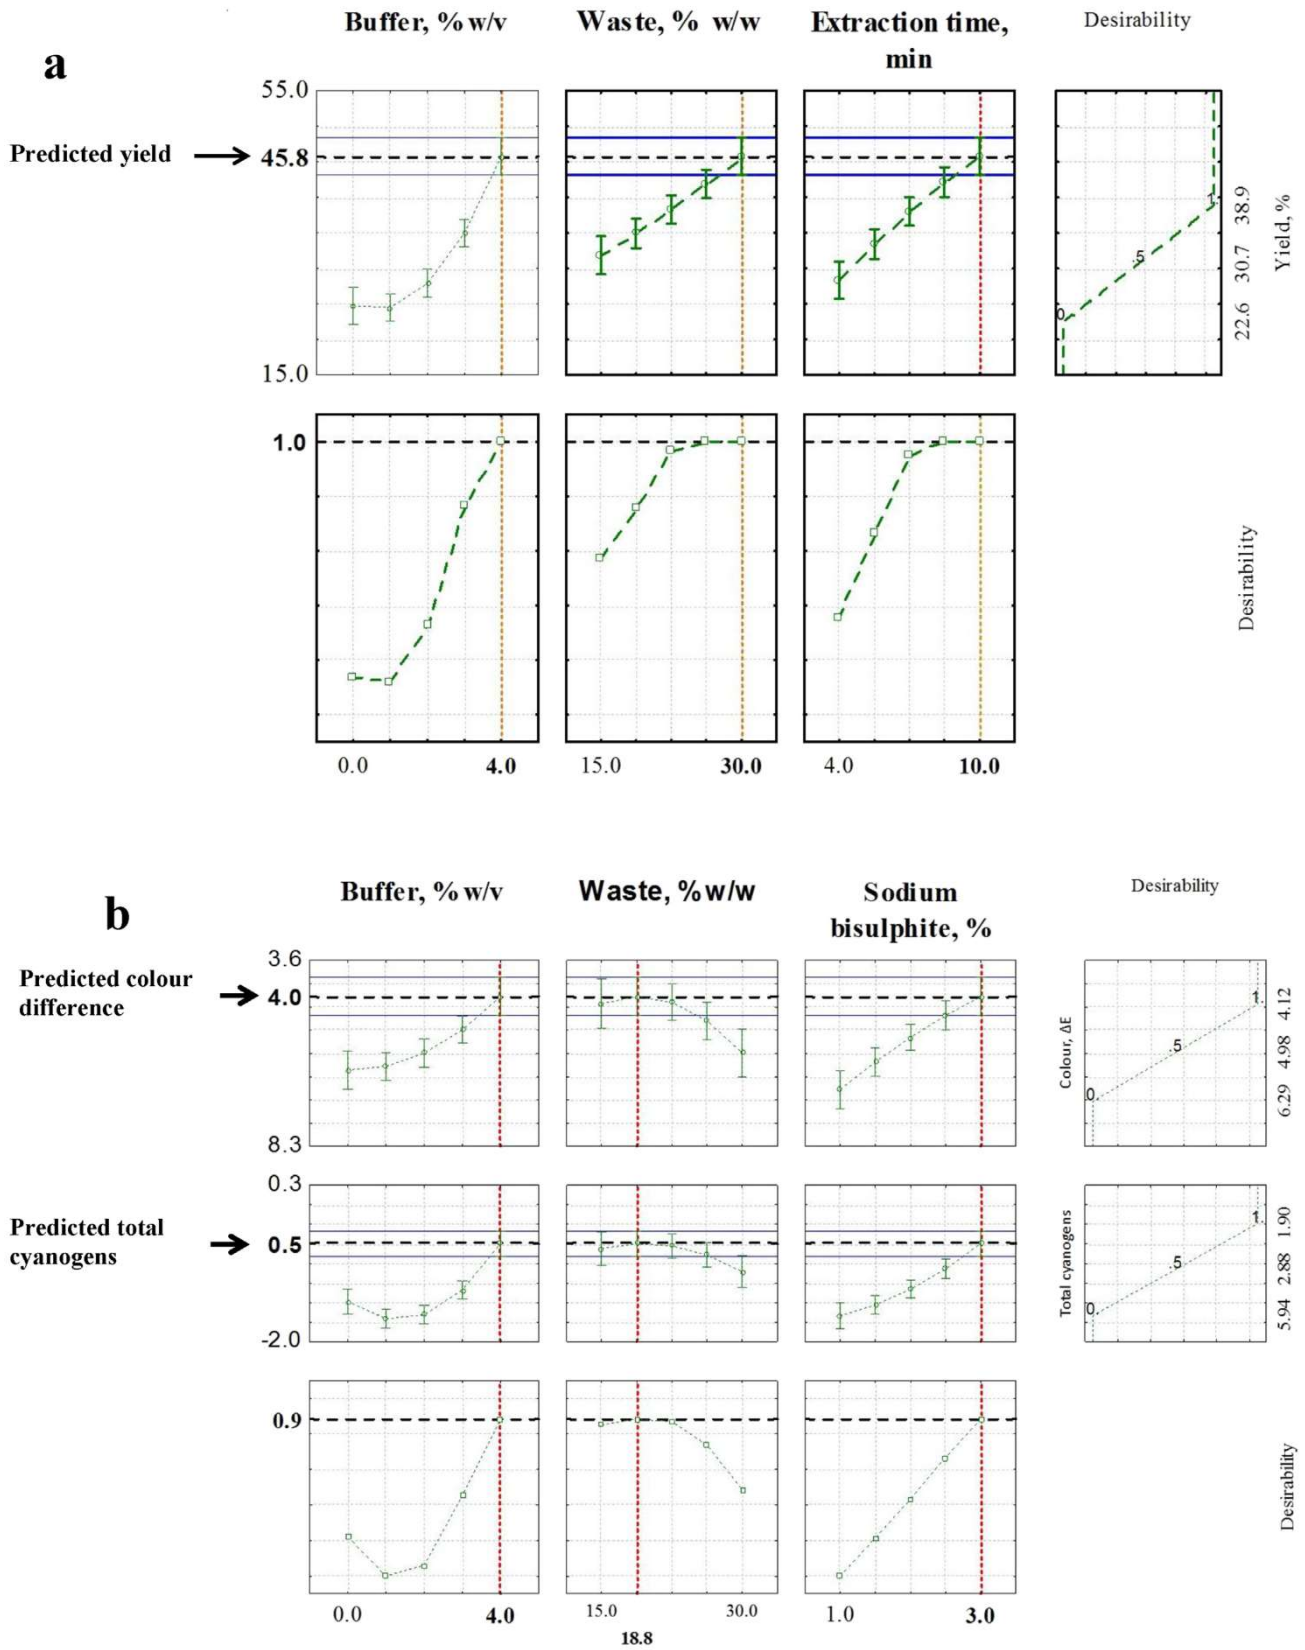 Buffer, % w/v
Waste, % w/w
Extraction time,
min
Desirability
a
55.0
Predicted yield
45.8
15.0
1
.5
0
38.9
30.7
22.6
Yield, %
1.0
Desirability
0.0
4.0
15.0
30.0
4.0
10.0
b
Buffer, % w/v
Waste, % w/w
Sodium
bisulphite, %
Desirability
Predicted colour
difference
3.6
4.0
8.3
1.
.5
0
Colour, ΔE
4.12
4.98
6.29
Predicted total
cyanogens
0.3
0.5
-2.0
1.
.5
0
Total cyanogens
1.90
2.88
5.94
0.9
Desirability
0.0
4.0
15.0
30.0
18.8
1.0
3.0